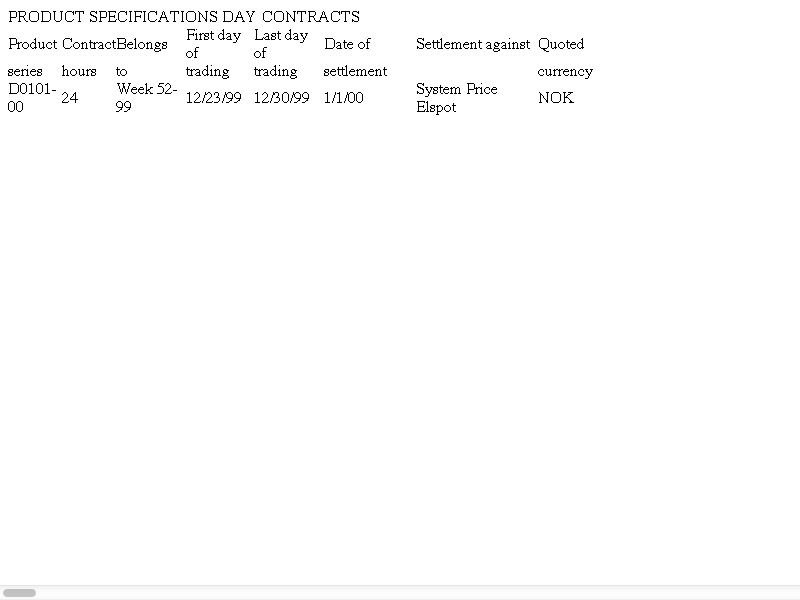 PRODUCT SPECIFICATIONS DAY CONTRACTS
Product series
Contract hours
Belongs to
First day of trading
Last day of trading
Date of settlement
Settlement against
Quoted currency
D0101-00
24
Week 52-99
12/23/99
12/30/99
1/1/00
System Price Elspot
NOK